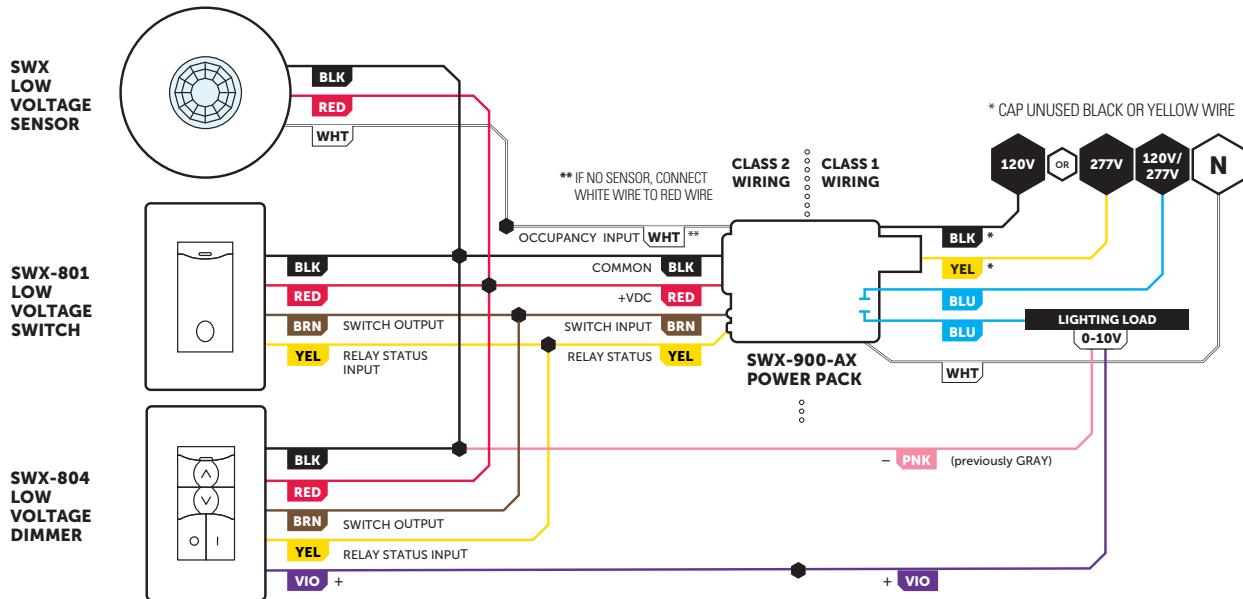 SWX
LOW
VOLTAGE
SENSOR
BLK
RED
WHT
* CAP UNUSED BLACK OR YELLOW WIRE
120V
OR
277V
120V/
277V
N
CLASS 2
WIRING
CLASS 1
WIRING
** IF NO SENSOR, CONNECT
WHITE WIRE TO RED WIRE
OCCUPANCY INPUT WHT **
BLK *
YEL *
BLU
BLU
LIGHTING LOAD
0-10V
WHT
SWX-801
LOW
VOLTAGE
SWITCH
BLK
RED
BRN SWITCH OUTPUT
YEL RELAY STATUS
INPUT
COMMON BLK
+VDC RED
SWITCH INPUT BRN
RELAY STATUS YEL
SWX-900-AX
POWER PACK
SWX-804
LOW
VOLTAGE
DIMMER
O I
BLK
RED
BRN SWITCH OUTPUT
YEL RELAY STATUS INPUT
VIO +
– PNK (previously GRAY)
+ VIO